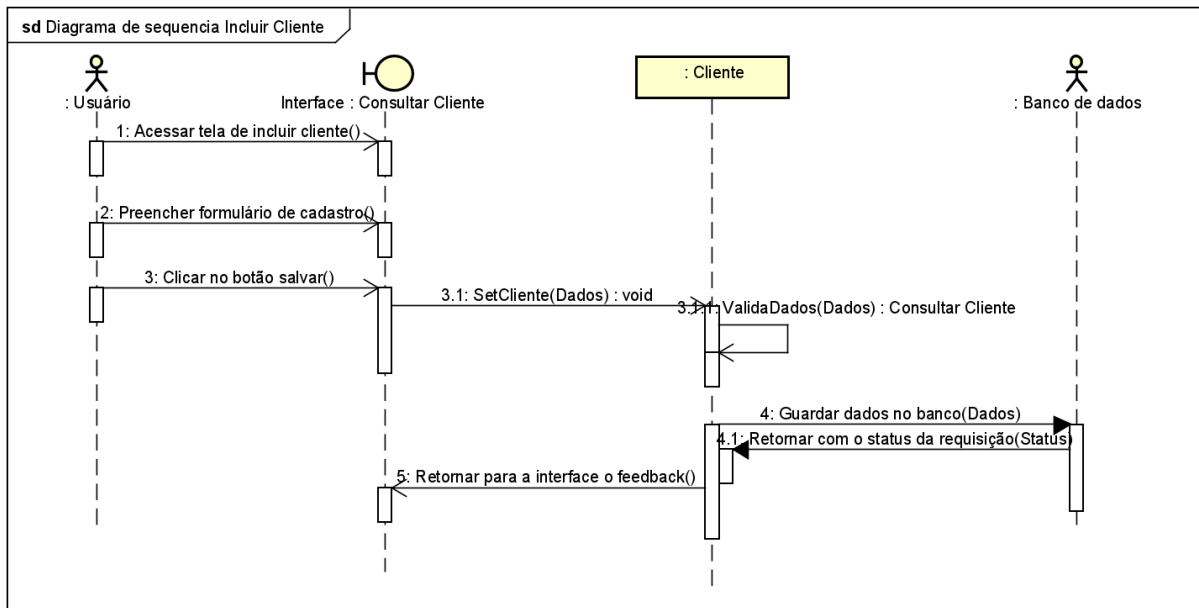 sd Diagrama de sequencia Incluir Cliente
: Usuário
Interface : Consultar Cliente
: Cliente
: Banco de dados
1: Acessar tela de incluir cliente()
2: Preencher formulário de cadastro()
3: Clicar no botão salvar()
3.1: SetCliente(Dados) : void
3.1.1: ValidaDados(Dados) : Consultar Cliente
4: Guardar dados no banco(Dados)
4.1: Retornar com o status da requisição(Status)
5: Retornar para a interface o feedback()